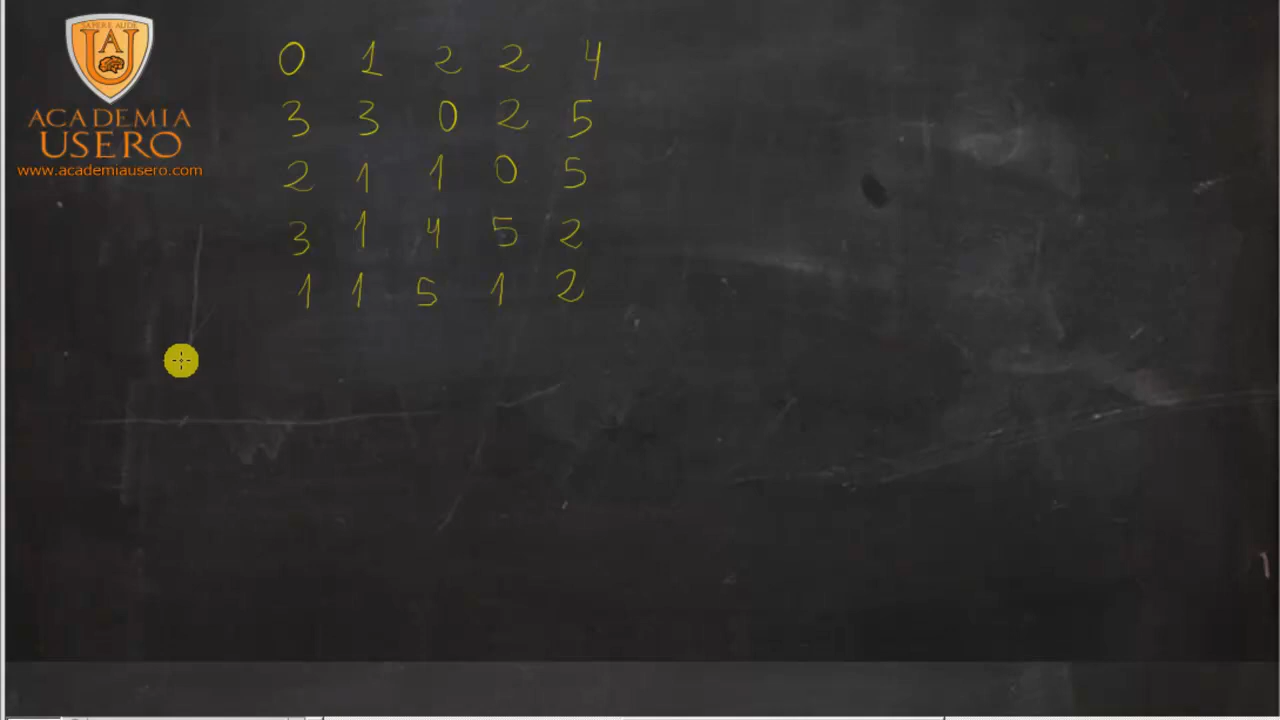 SAPERE AUDE
UA
ACADEMIA
USERO
www.academiausero.com
0 1 2 2 4
3 3 0 2 5
2 1 1 0 5
3 1 4 5 2
1 1 5 1 2